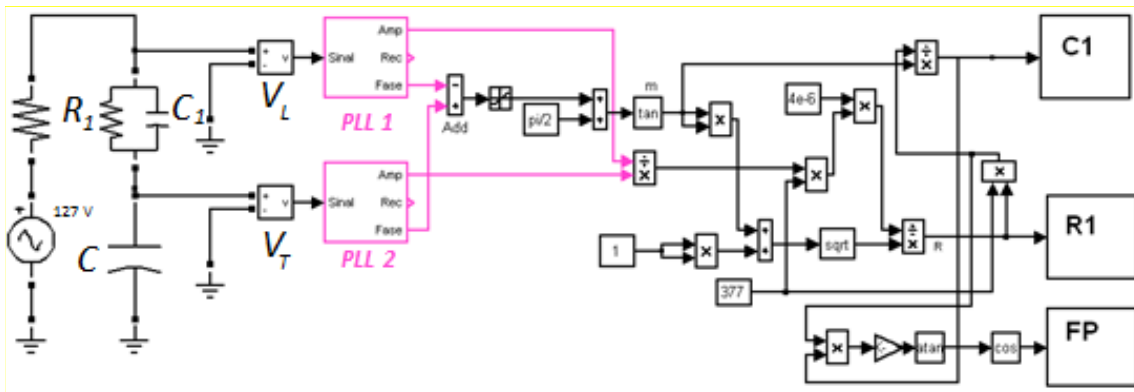 R1
C1
127 V
C
+
-
v
VL
+
-
v
VT
Sinal
Amp
Rec
Fase
PLL 1
Sinal
Amp
Rec
Fase
PLL 2
-
+
Add
pi/2
+
+
m
tan
×
÷
×
4e-6
×
×
÷
×
C1
×
1
×
+
+
sqrt
÷
×
R
R1
377
×
atan
cos
FP